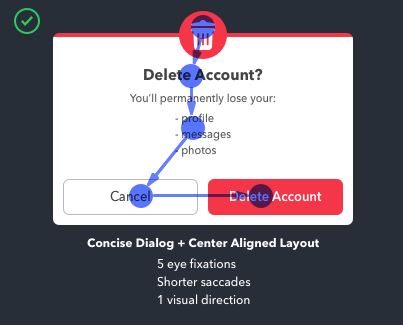 Delete Account?
You'll permanently lose your:
- profile
- messages
- photos
Cancel
Delete Account
Concise Dialog + Center Aligned Layout
5 eye fixations
Shorter saccades
1 visual direction